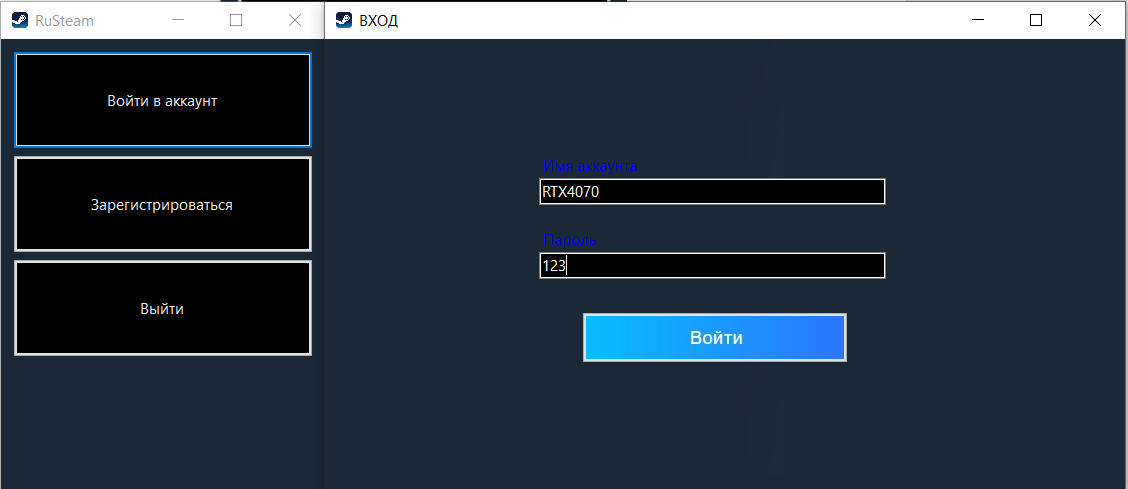 RuSteam
Войти в аккаунт
Зарегистрироваться
Выйти
ВХОД
Имя аккаунта
RTX4070
Пароль
123
Войти